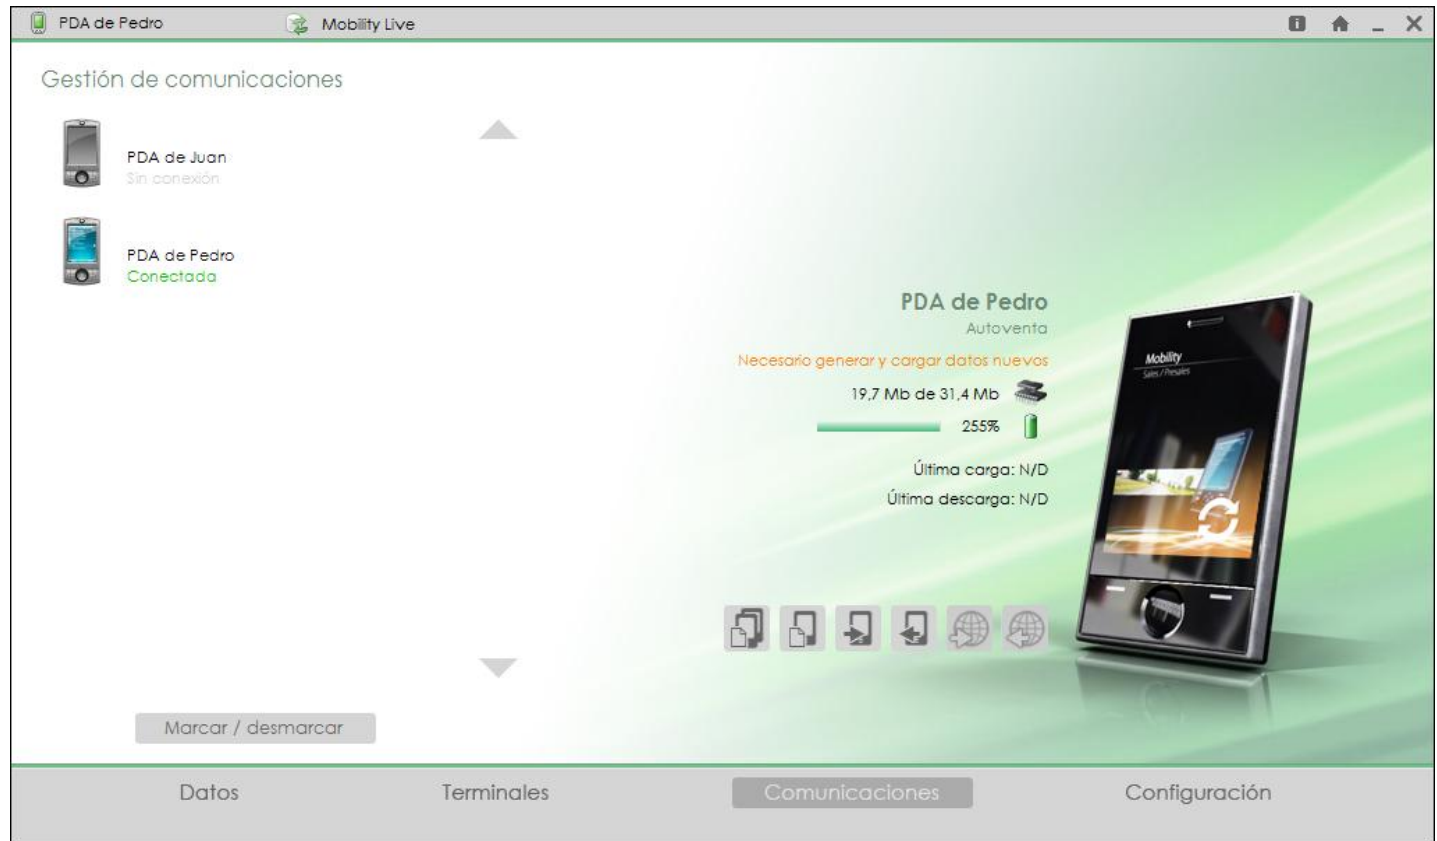 PDA de Pedro
Mobility Live
Gestión de comunicaciones
PDA de Juan
Sin conexión
PDA de Pedro
Conectada
PDA de Pedro
Autoventa
Necesario generar y cargar datos nuevos
19,7 Mb de 31,4 Mb
255%
Última carga: N/D
Última descarga: N/D
Mobility
Sales / Presales
Marcar / desmarcar
Datos
Terminales
Comunicaciones
Configuración